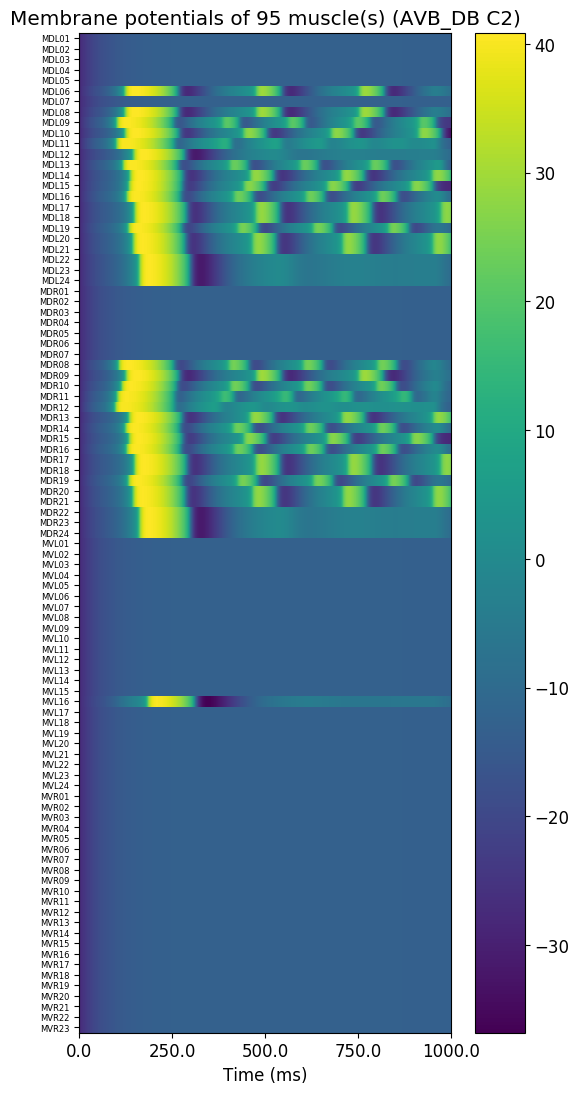 Membrane potentials of 95 muscle(s) (AVB_DB C2)
MDL01
MDL02
MDL03
MDL04
MDL05
MDL06
MDL07
MDL08
MDL09
MDL10
MDL11
MDL12
MDL13
MDL14
MDL15
MDL16
MDL17
MDL18
MDL19
MDL20
MDL21
MDL22
MDL23
MDL24
MDR01
MDR02
MDR03
MDR04
MDR05
MDR06
MDR07
MDR08
MDR09
MDR10
MDR11
MDR12
MDR13
MDR14
MDR15
MDR16
MDR17
MDR18
MDR19
MDR20
MDR21
MDR22
MDR23
MDR24
MVL01
MVL02
MVL03
MVL04
MVL05
MVL06
MVL07
MVL08
MVL09
MVL10
MVL11
MVL12
MVL13
MVL14
MVL15
MVL16
MVL17
MVL18
MVL19
MVL20
MVL21
MVL22
MVL23
MVL24
MVR01
MVR02
MVR03
MVR04
MVR05
MVR06
MVR07
MVR08
MVR09
MVR10
MVR11
MVR12
MVR13
MVR14
MVR15
MVR16
MVR17
MVR18
MVR19
MVR20
MVR21
MVR22
MVR23
0.0 250.0 500.0 750.0 1000.0
Time (ms)
40
30
20
10
0
−10
−20
−30